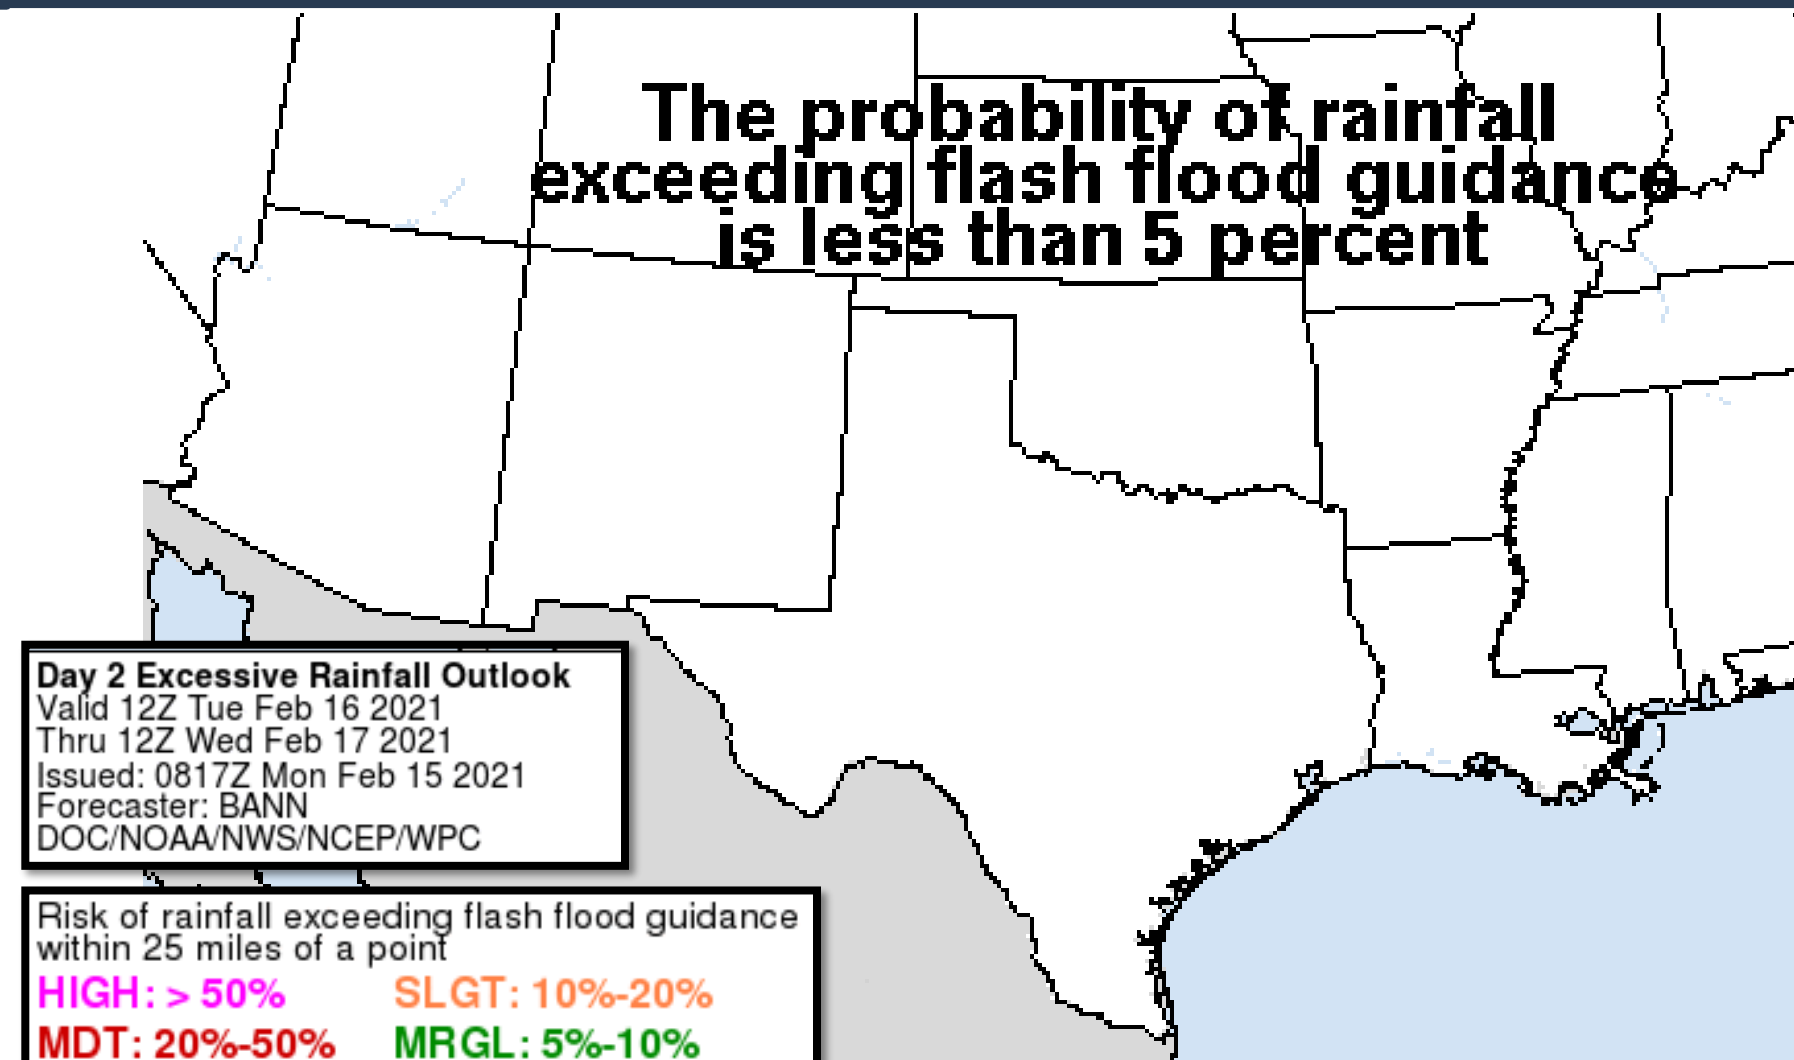 The probability of rainfall
exceeding flash flood guidance
is less than 5 percent
Day 2 Excessive Rainfall Outlook
Valid 12Z Tue Feb 16 2021
Thru 12Z Wed Feb 17 2021
Issued: 0817Z Mon Feb 15 2021
Forecaster: BANN
DOC/NOAA/NWS/NCEP/WPC
Risk of rainfall exceeding flash flood guidance
within 25 miles of a point
HIGH: > 50% SLGT: 10%-20%
MDT: 20%-50% MRGL: 5%-10%